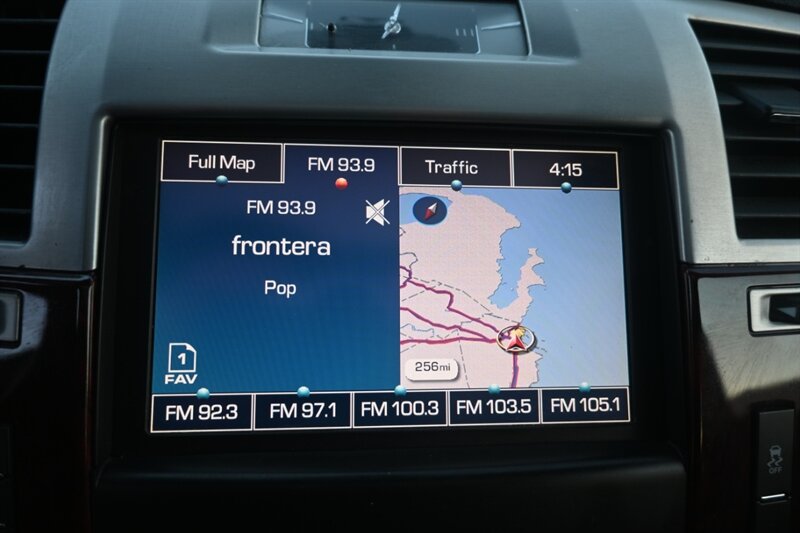 Full Map FM 93.9 Traffic 4:15
FM 93.9
frontera
Pop
1
FAV
256mi
FM 92.3 FM 97.1 FM 100.3 FM 103.5 FM 105.1
OFF